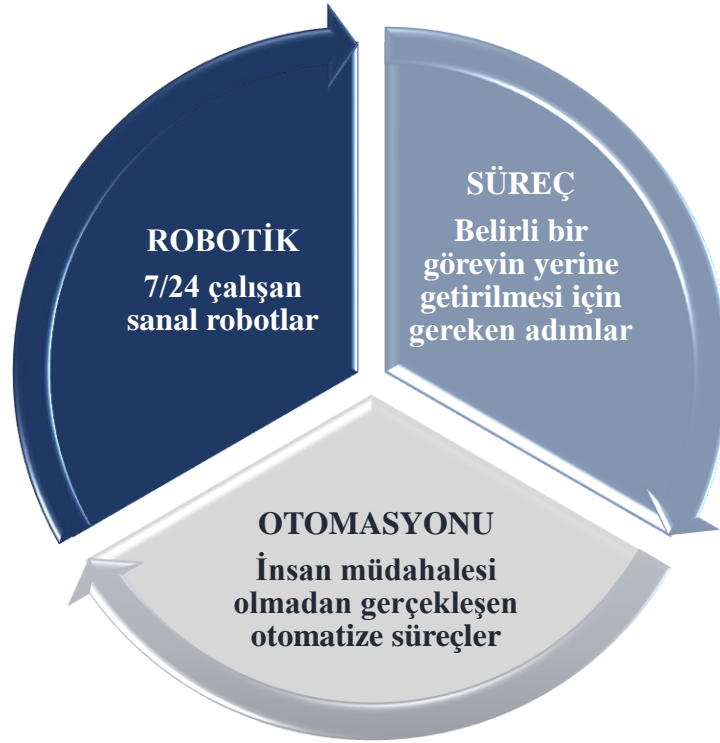 ROBOTİK
7/24 çalışan
sanal robotlar
SÜREÇ
Belirli bir
görevin yerine
getirilmesi için
gereken adımlar
OTOMASYONU
İnsan müdahalesi
olmadan gerçekleşen
otomatize süreçler